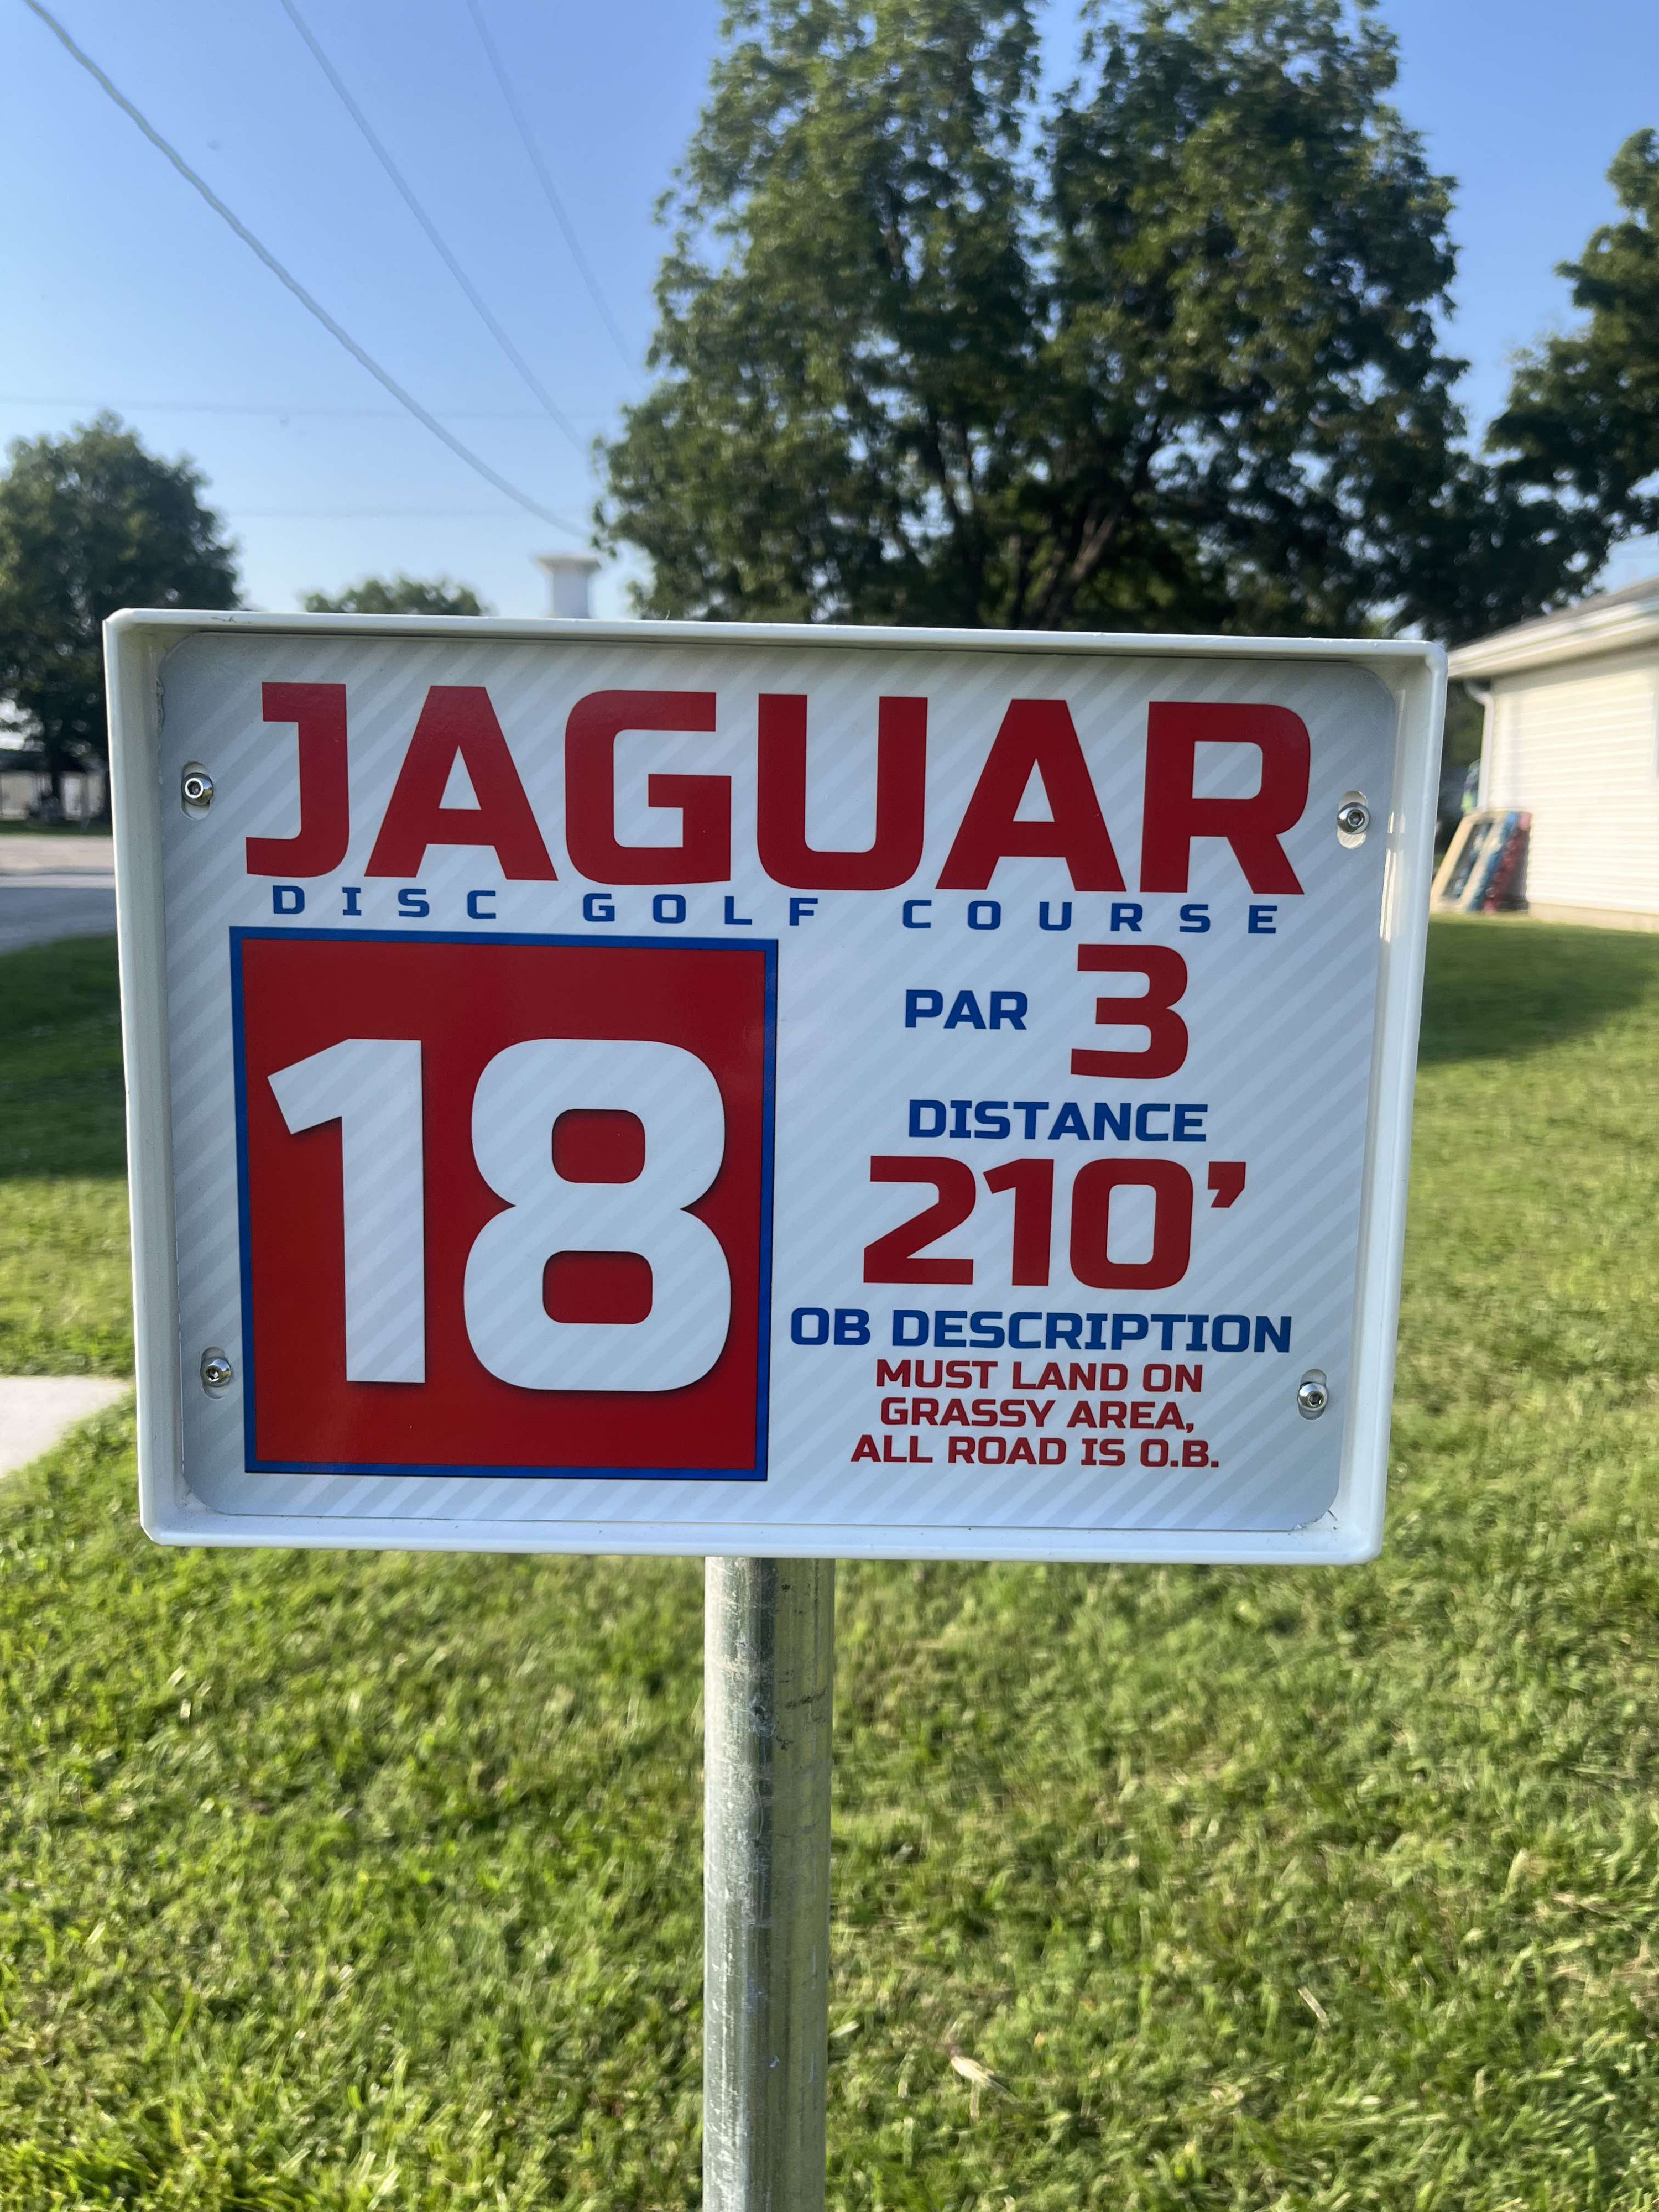 JAGUAR
DISC GOLF COURSE
18
PAR 3
DISTANCE
210'
OB DESCRIPTION
MUST LAND ON
GRASSY AREA,
ALL ROAD IS O.B.